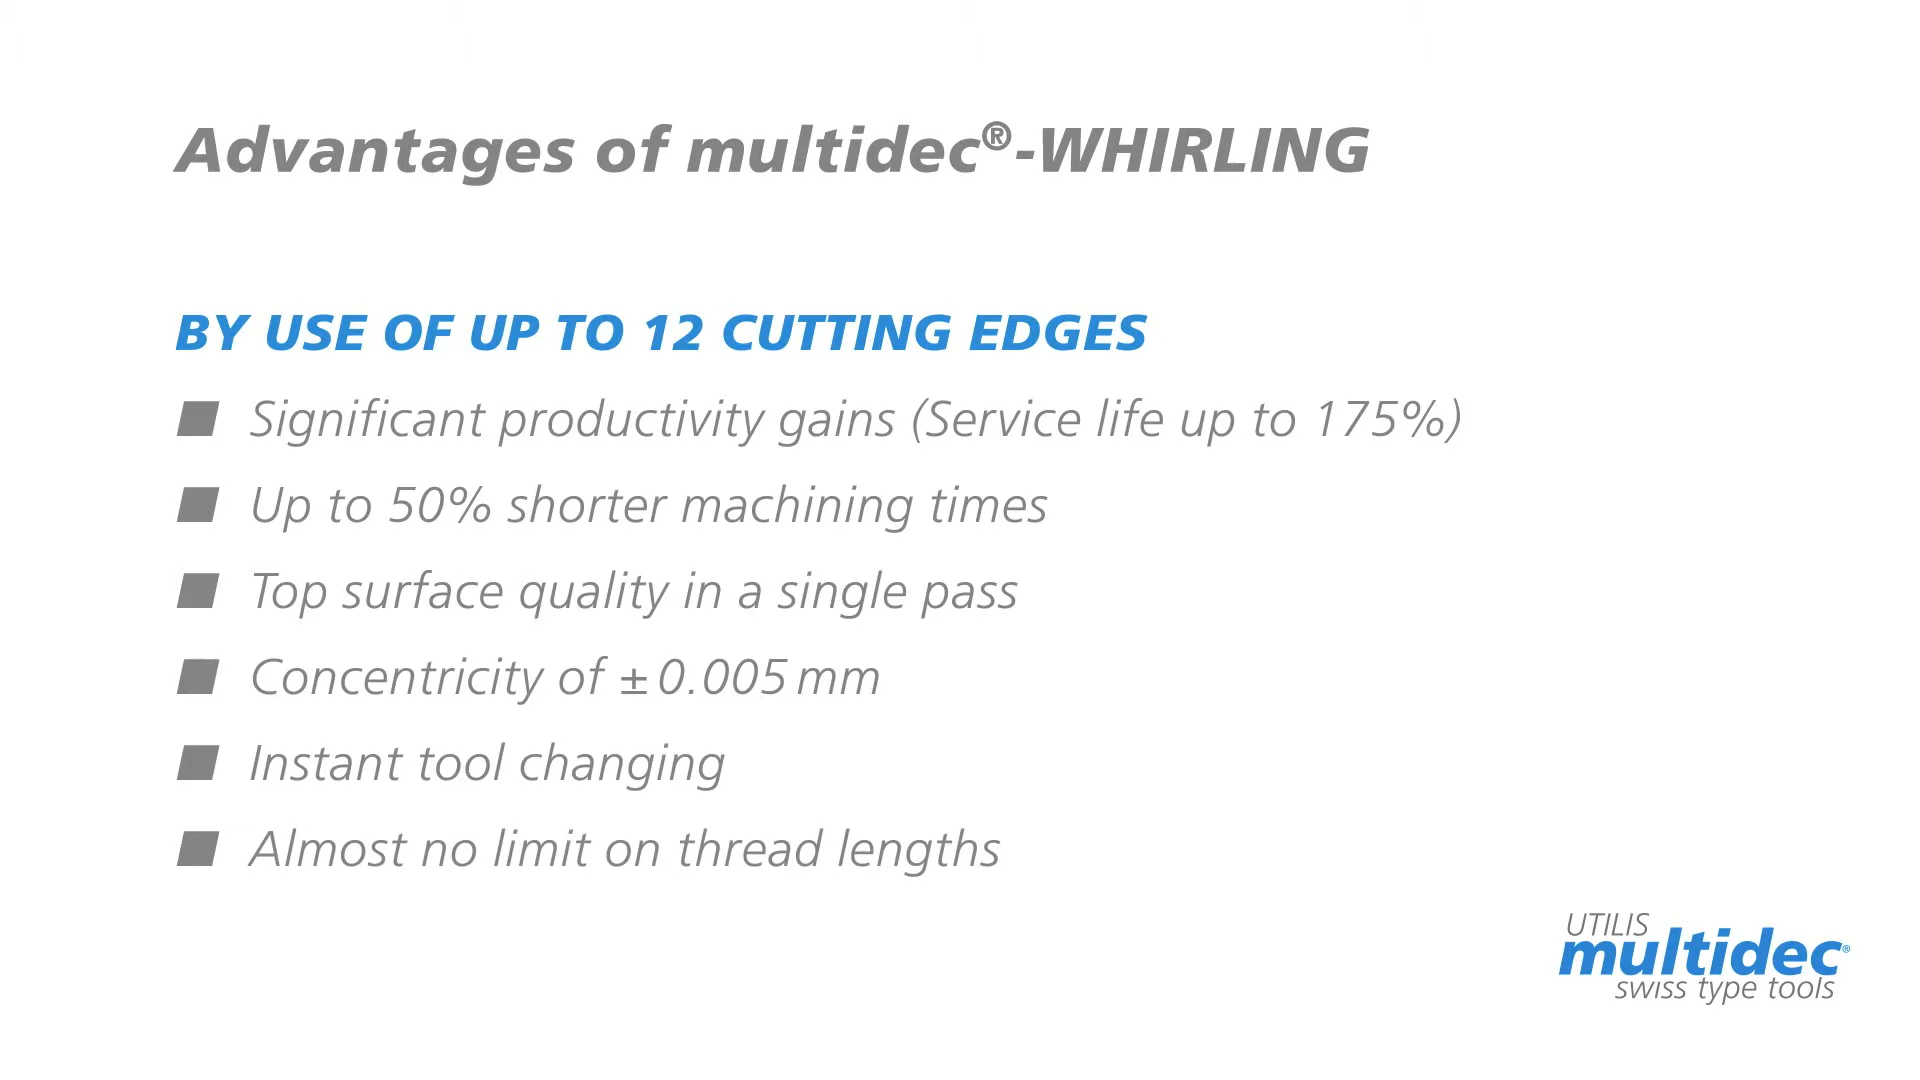 Advantages of multidec®-WHIRLING
BY USE OF UP TO 12 CUTTING EDGES
■ Significant productivity gains (Service life up to 175%)
■ Up to 50% shorter machining times
■ Top surface quality in a single pass
■ Concentricity of ± 0.005 mm
■ Instant tool changing
■ Almost no limit on thread lengths
UTILIS
multidec®
swiss type tools